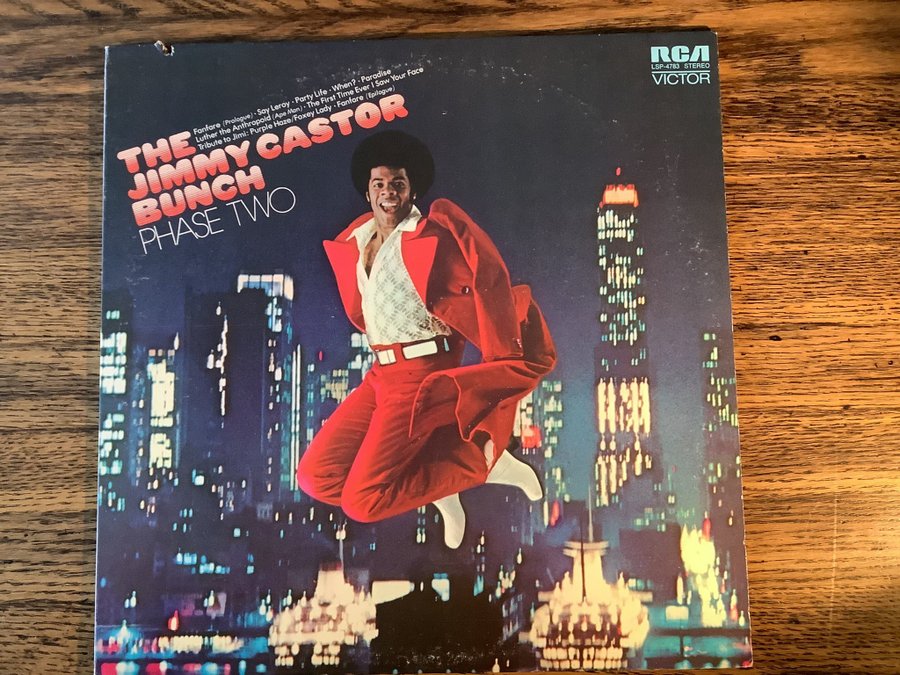 Fanfare (Prologue) · Say Leroy · Party Life · When? · Paradise
Luther the Anthropoid (Ape Man) · The First Time Ever I Saw Your Face
Tribute to Jimi: Purple Haze/Foxey Lady · Fanfare (Epilogue)
THE
JIMMY CASTOR
BUNCH
PHASE TWO
RCA
LSP-4783 STEREO
VICTOR